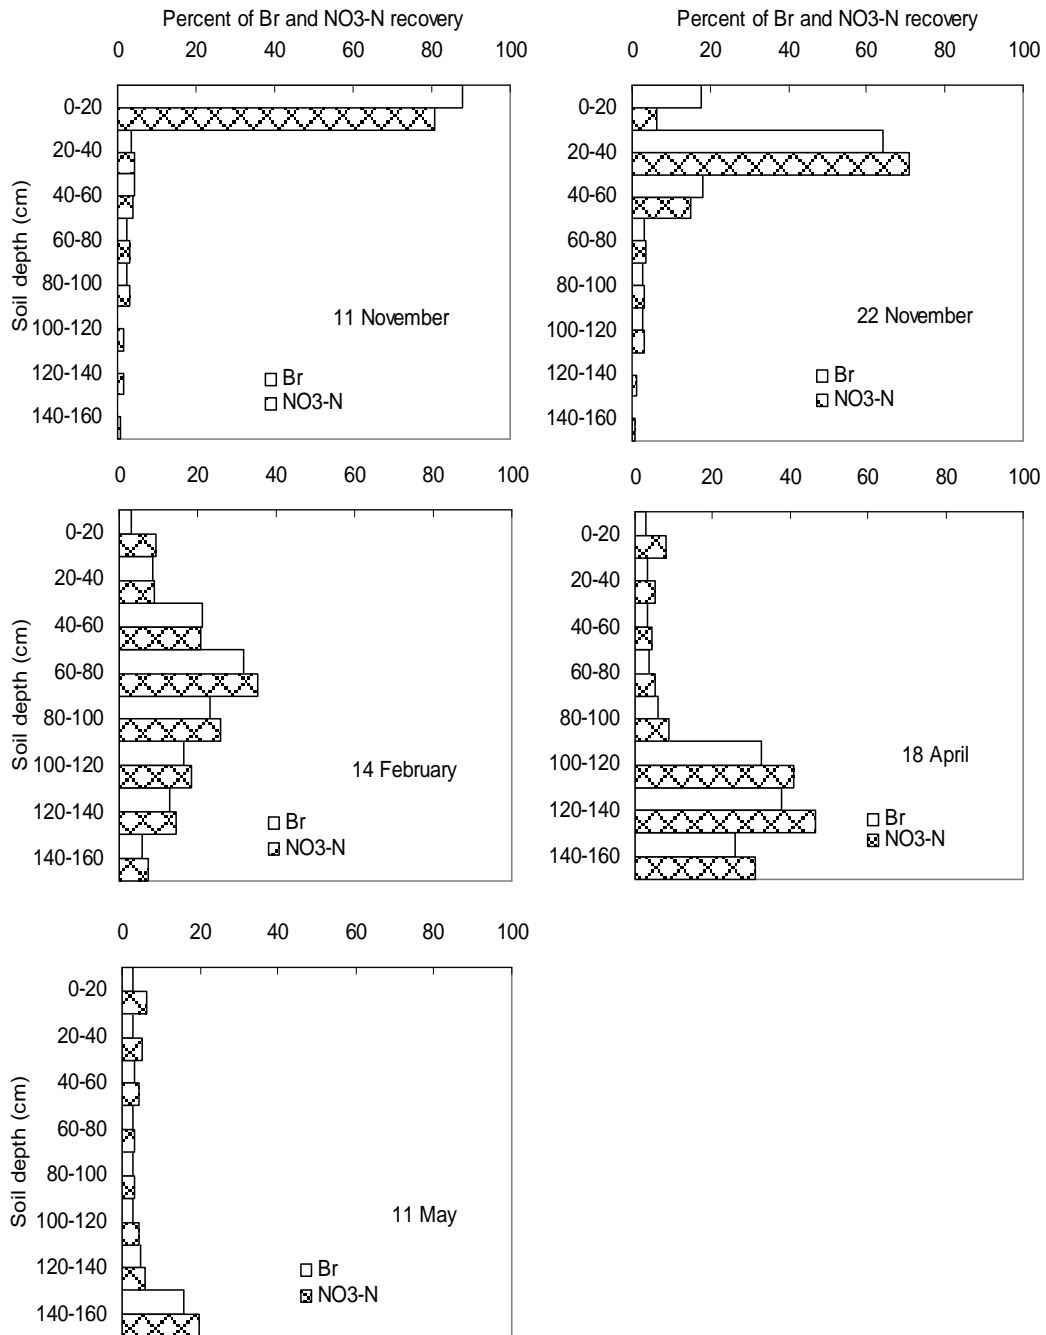 Percent of Br and NO3-N recovery
0 20 40 60 80 100
Soil depth (cm)
0-20
20-40
40-60
60-80
80-100
100-120
120-140
140-160
11 November
Br
NO3-N
Percent of Br and NO3-N recovery
0 20 40 60 80 100
0-20
20-40
40-60
60-80
80-100
100-120
120-140
140-160
22 November
Br
NO3-N
0 20 40 60 80 100
Soil depth (cm)
0-20
20-40
40-60
60-80
80-100
100-120
120-140
140-160
14 February
Br
NO3-N
0 20 40 60 80 100
0-20
20-40
40-60
60-80
80-100
100-120
120-140
140-160
18 April
Br
NO3-N
0 20 40 60 80 100
Soil depth (cm)
0-20
20-40
40-60
60-80
80-100
100-120
120-140
140-160
11 May
Br
NO3-N